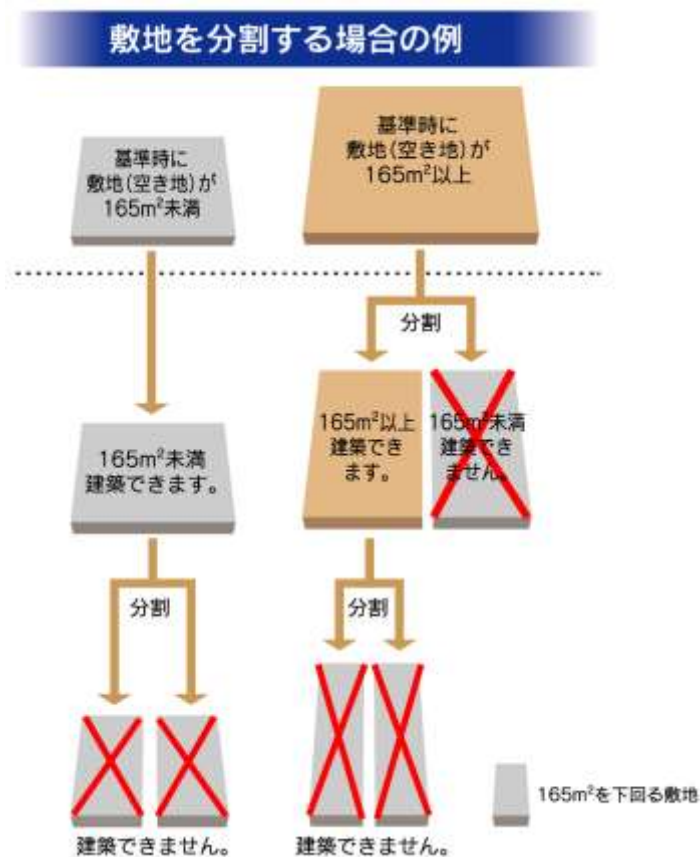 敷地を分割する場合の例
基準時に
敷地(空き地)が
165m²未満
基準時に
敷地(空き地)が
165m²以上
分割
165m²未満
建築できます。
165m²以上
建築でき
ます。
165m²未満
建築でき
ません。
分割
分割
建築できません。
建築できません。
165m²を下回る敷地